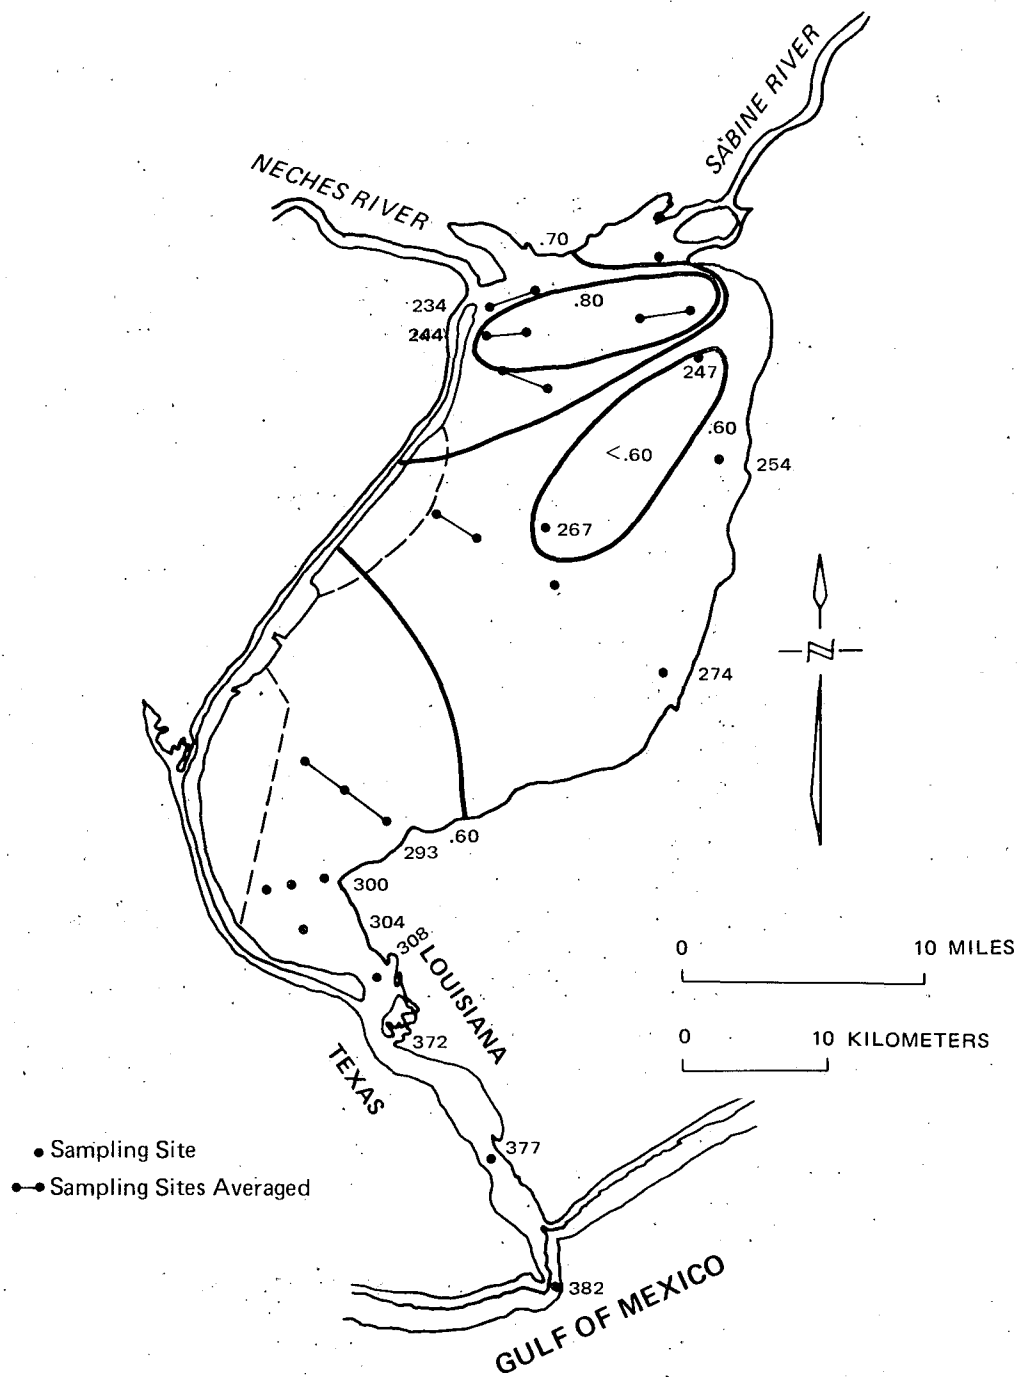 SABINE RIVER
NECHES RIVER
.70
234
.80
244
247
.60
<.60
254
267
274
.60
293
300
304
308
LOUISIANA
0 10 MILES
0 10 KILOMETERS
372
TEXAS
377
Sampling Site
Sampling Sites Averaged
382
GULF OF MEXICO
N